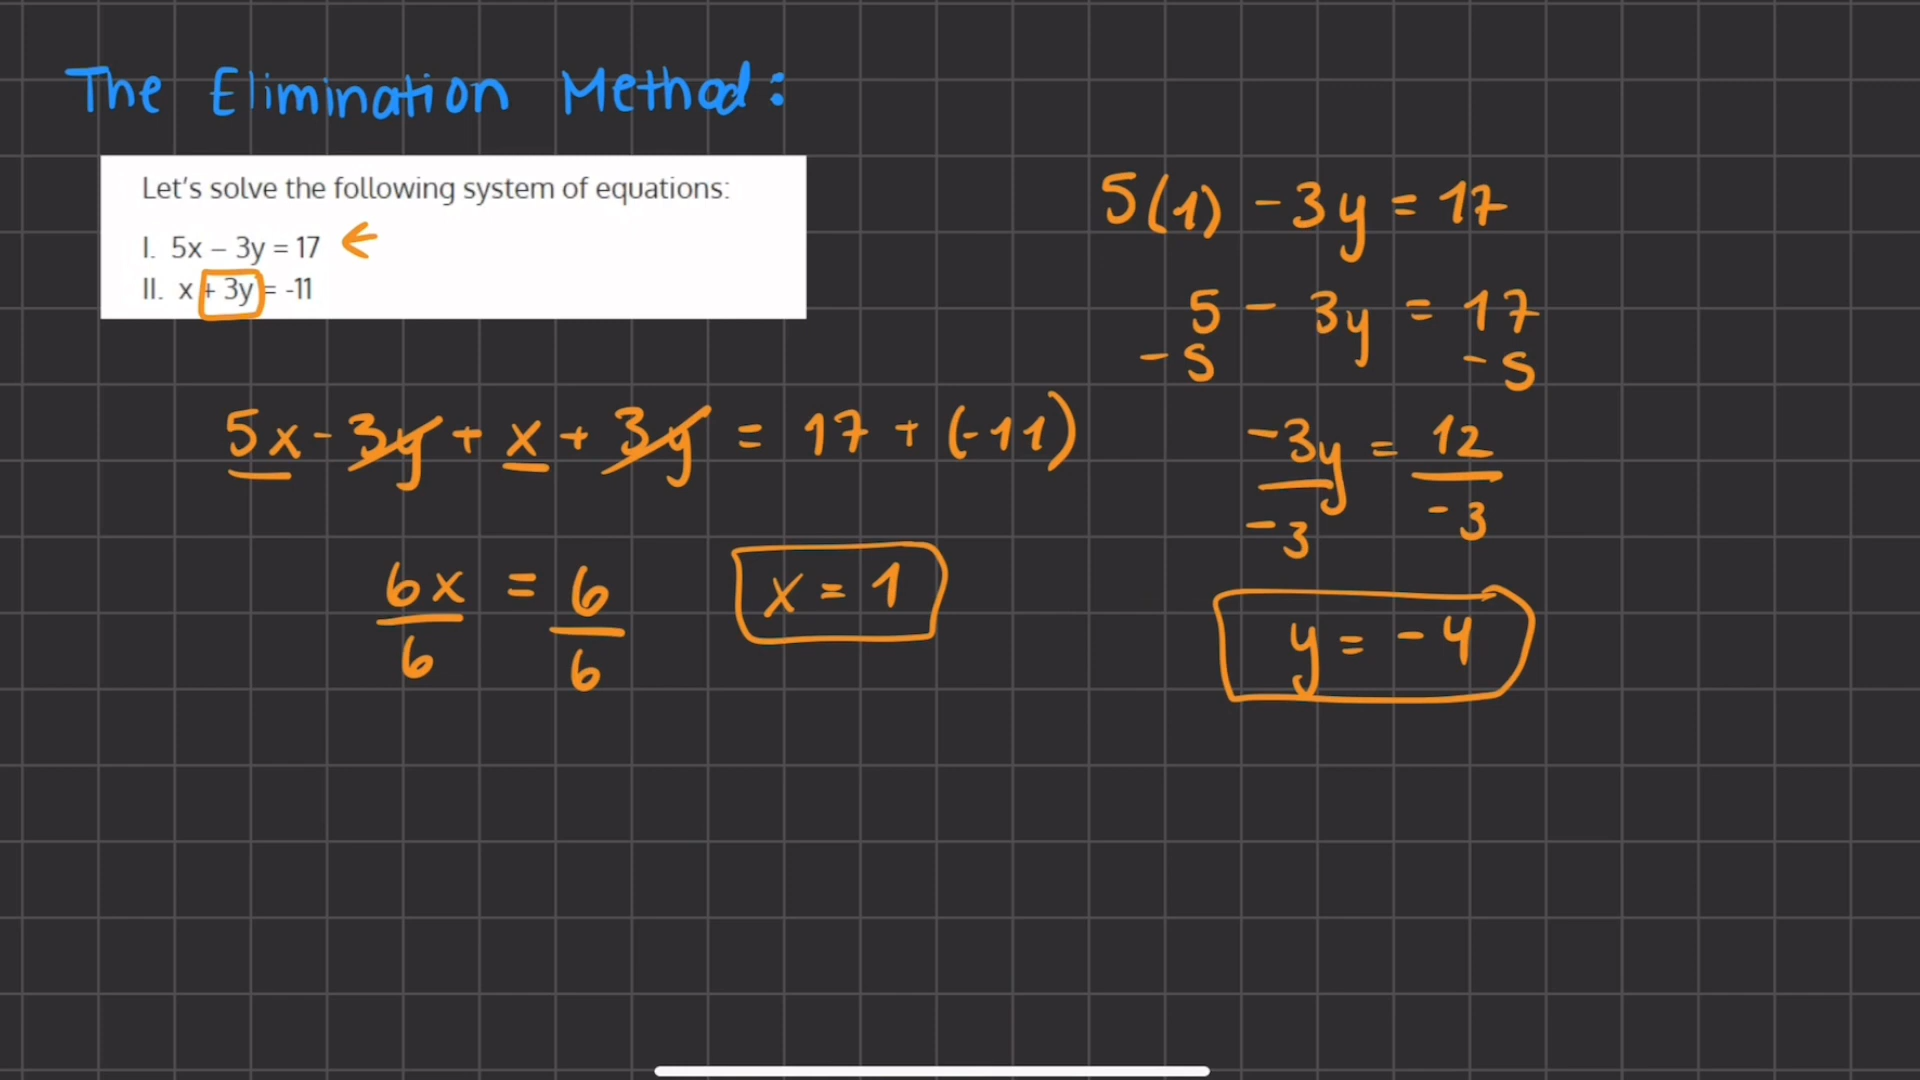 The Elimination Method:
Let's solve the following system of equations:
I. 5x – 3y = 17 ←
II. x + 3y = -11
5x - 3y + x + 3y = 17 + (-11)
6x = 6
6 6
x = 1
5(1) - 3y = 17
5 - 3y = 17
-5 -5
-3y = 12
-3 -3
y = -4